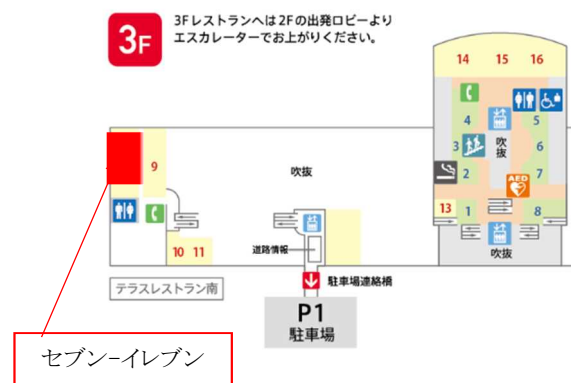 3F
3Fレストランへは2Fの出発ロビーより
エスカレーターでお上がりください。
14 15 16
4 5
3 吹抜 6
AED
2 7
9
吹抜
13 1 8
道路情報
10 11
吹抜
駐車場連絡橋
テラスレストラン南
P1
駐車場
セブン-イレブン